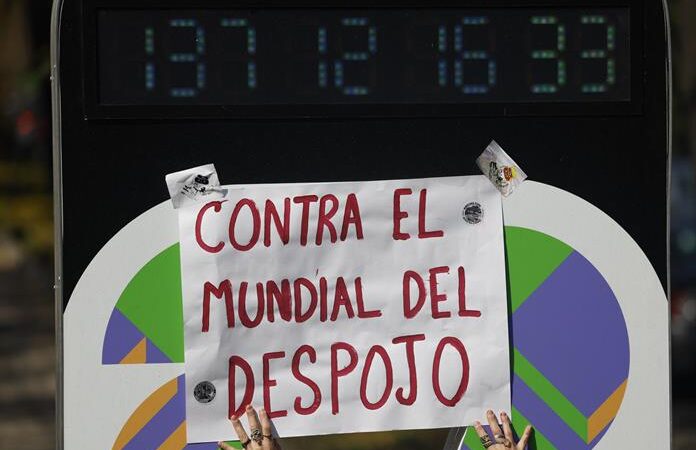 137 12 16 33
CONTRA EL
MUNDIAL DEL
DESPOJO